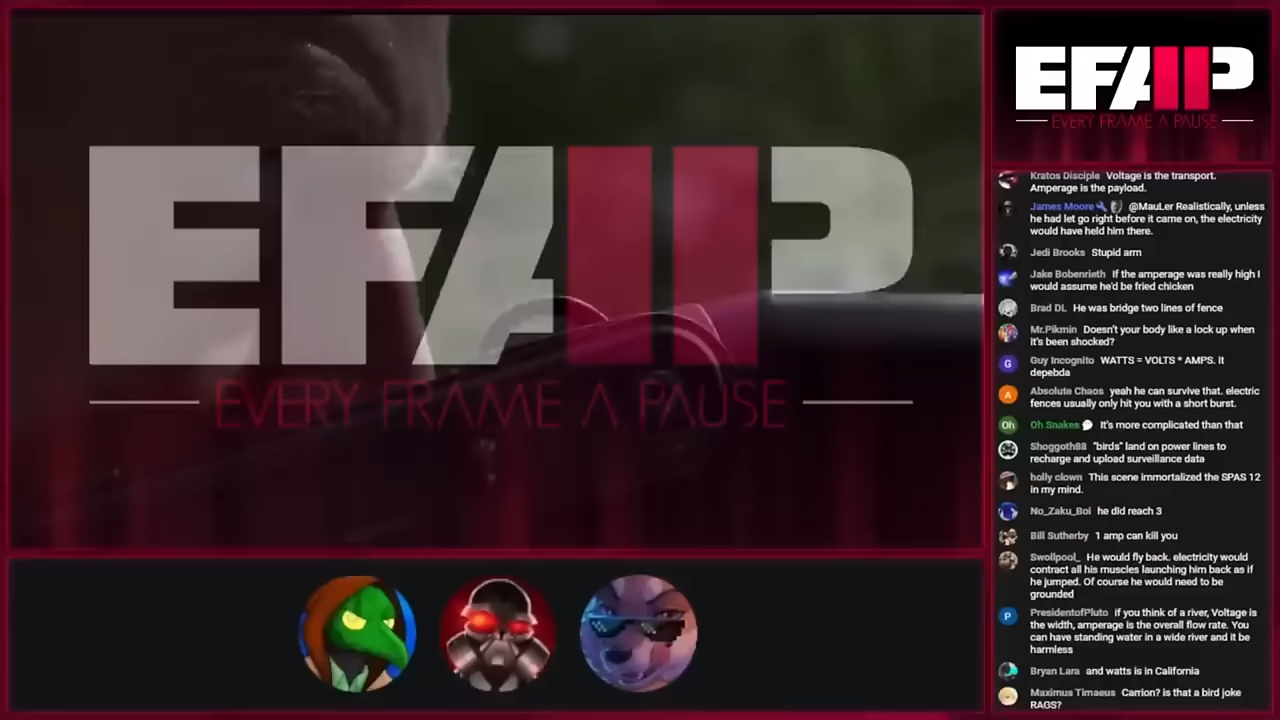 EFAP
EVERY FRAME A PAUSE
EFAP
EVERY FRAME A PAUSE
Kratos Disciple Voltage is the transport.
Amperage is the payload.
James Moore @MauLer Realistically, unless
he had let go right before it came on, the electricity
would have held him there.
Jedi Brooks Stupid arm
Jake Bobenrieth If the amperage was really high I
would assume he'd be fried chicken
Brad DL He was bridge two lines of fence
Mr.Pikmin Doesn't your body like a lock up when
it's been shocked?
G
Guy Incognito WATTS = VOLTS * AMPS. it
depebda
A
Absolute Chaos yeah he can survive that. electric
fences usually only hit you with a short burst.
Oh
Oh Snakes It's more complicated than that
Shoggoth88 "birds" land on power lines to
recharge and upload surveillance data
holly clown This scene immortalized the SPAS 12
in my mind.
No_Zaku_Boi he did reach 3
Bill Sutherby 1 amp can kill you
Swollpool_ He would fly back. electricity would
contract all his muscles launching him back as if
he jumped. Of course he would need to be
grounded
P
PresidentofPluto if you think of a river, Voltage is
the width, amperage is the overall flow rate. You
can have standing water in a wide river and it be
harmless
Bryan Lara and watts is in California
Maximus Timaeus Carrion? is that a bird joke
RAGS?